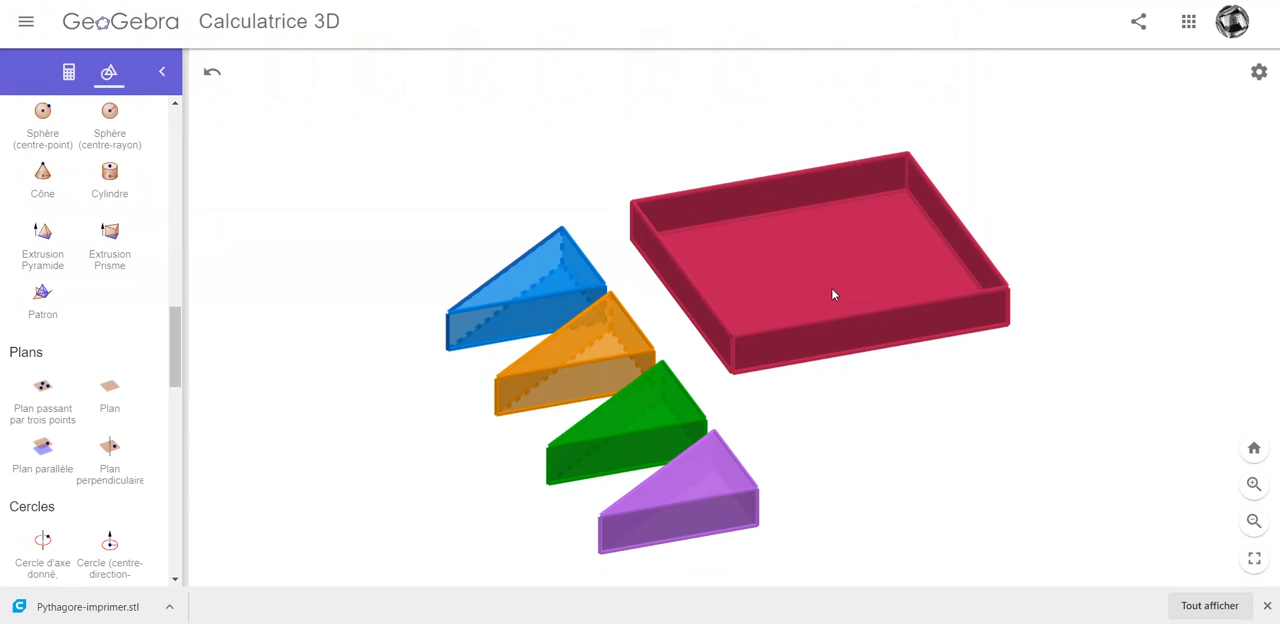 GeoGebra Calculatrice 3D
Sphère (centre-point)
Sphère (centre-rayon)
Cône
Cylindre
Extrusion Pyramide
Extrusion Prisme
Patron
Plans
Plan passant par trois points
Plan
Plan parallèle
Plan perpendiculaire
Cercles
Cercle d'axe donné,
Cercle (centre-direction-
Pythagore-imprimer.stl
Tout afficher